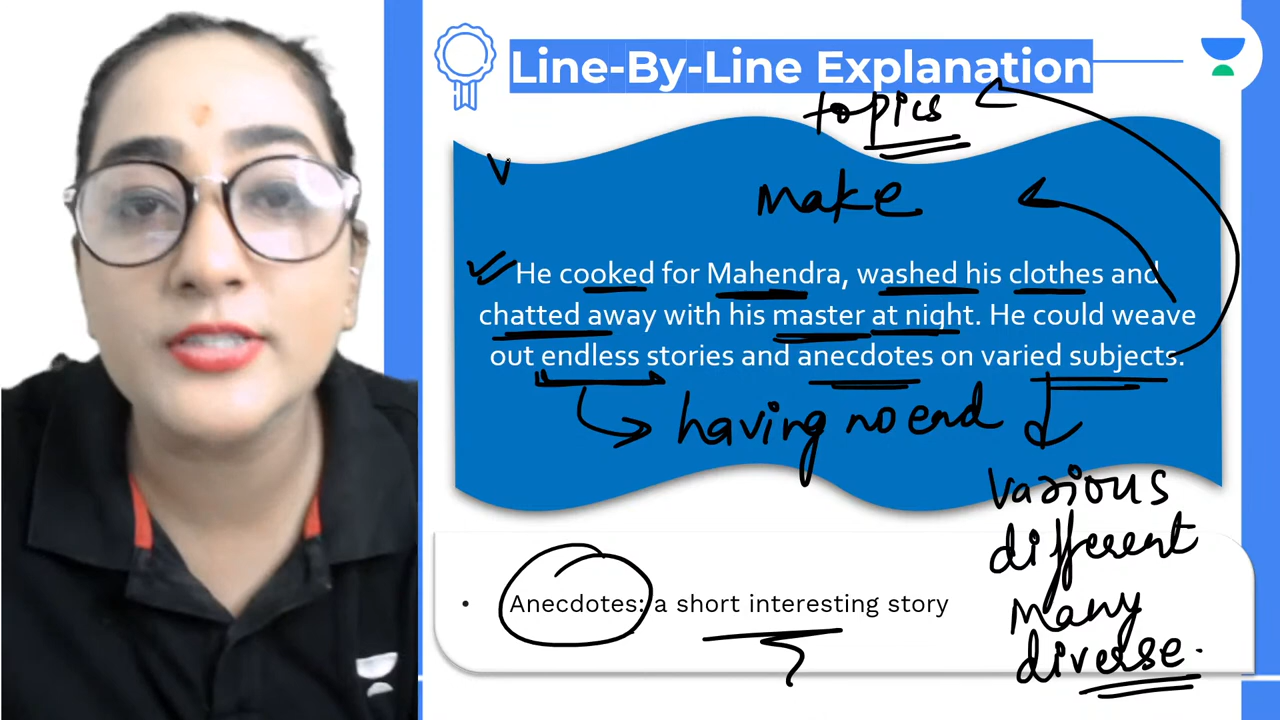 Line-By-Line Explanation
topics
make
He cooked for Mahendra, washed his clothes and
chatted away with his master at night. He could weave
out endless stories and anecdotes on varied subjects.
having no end
various
different
many
diverse.
• Anecdotes: a short interesting story